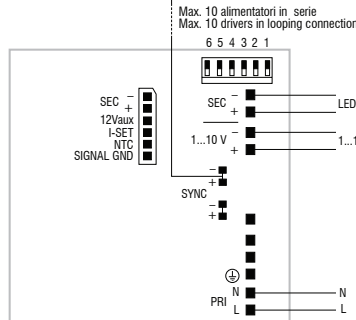 Max. 10 alimentatori in serie
Max. 10 drivers in looping connection
6 5 4 3 2 1
SEC
-
+
12Vaux
I-SET
NTC
SIGNAL GND
SEC
-
+
LED
1...10 V
-
+
SYNC
-
+
-
+
PRI
N
L
N
L